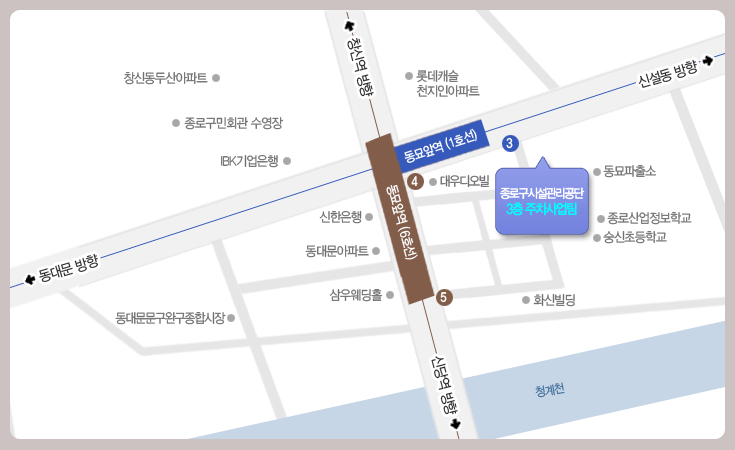 창신역 방향
창신동두산아파트
롯데캐슬
천지인아파트
신설동 방향
종로구민회관 수영장
동묘앞역 (1호선)
3
IBK기업은행
4
대우디오빌
종로구시설관리공단
3층 주차사업팀
동묘파출소
동묘앞역 (6호선)
신한은행
종로산업정보학교
숭신초등학교
동대문아파트
동대문 방향
삼우웨딩홀
5
화신빌딩
동대문문구완구종합시장
신당역 방향
청계천